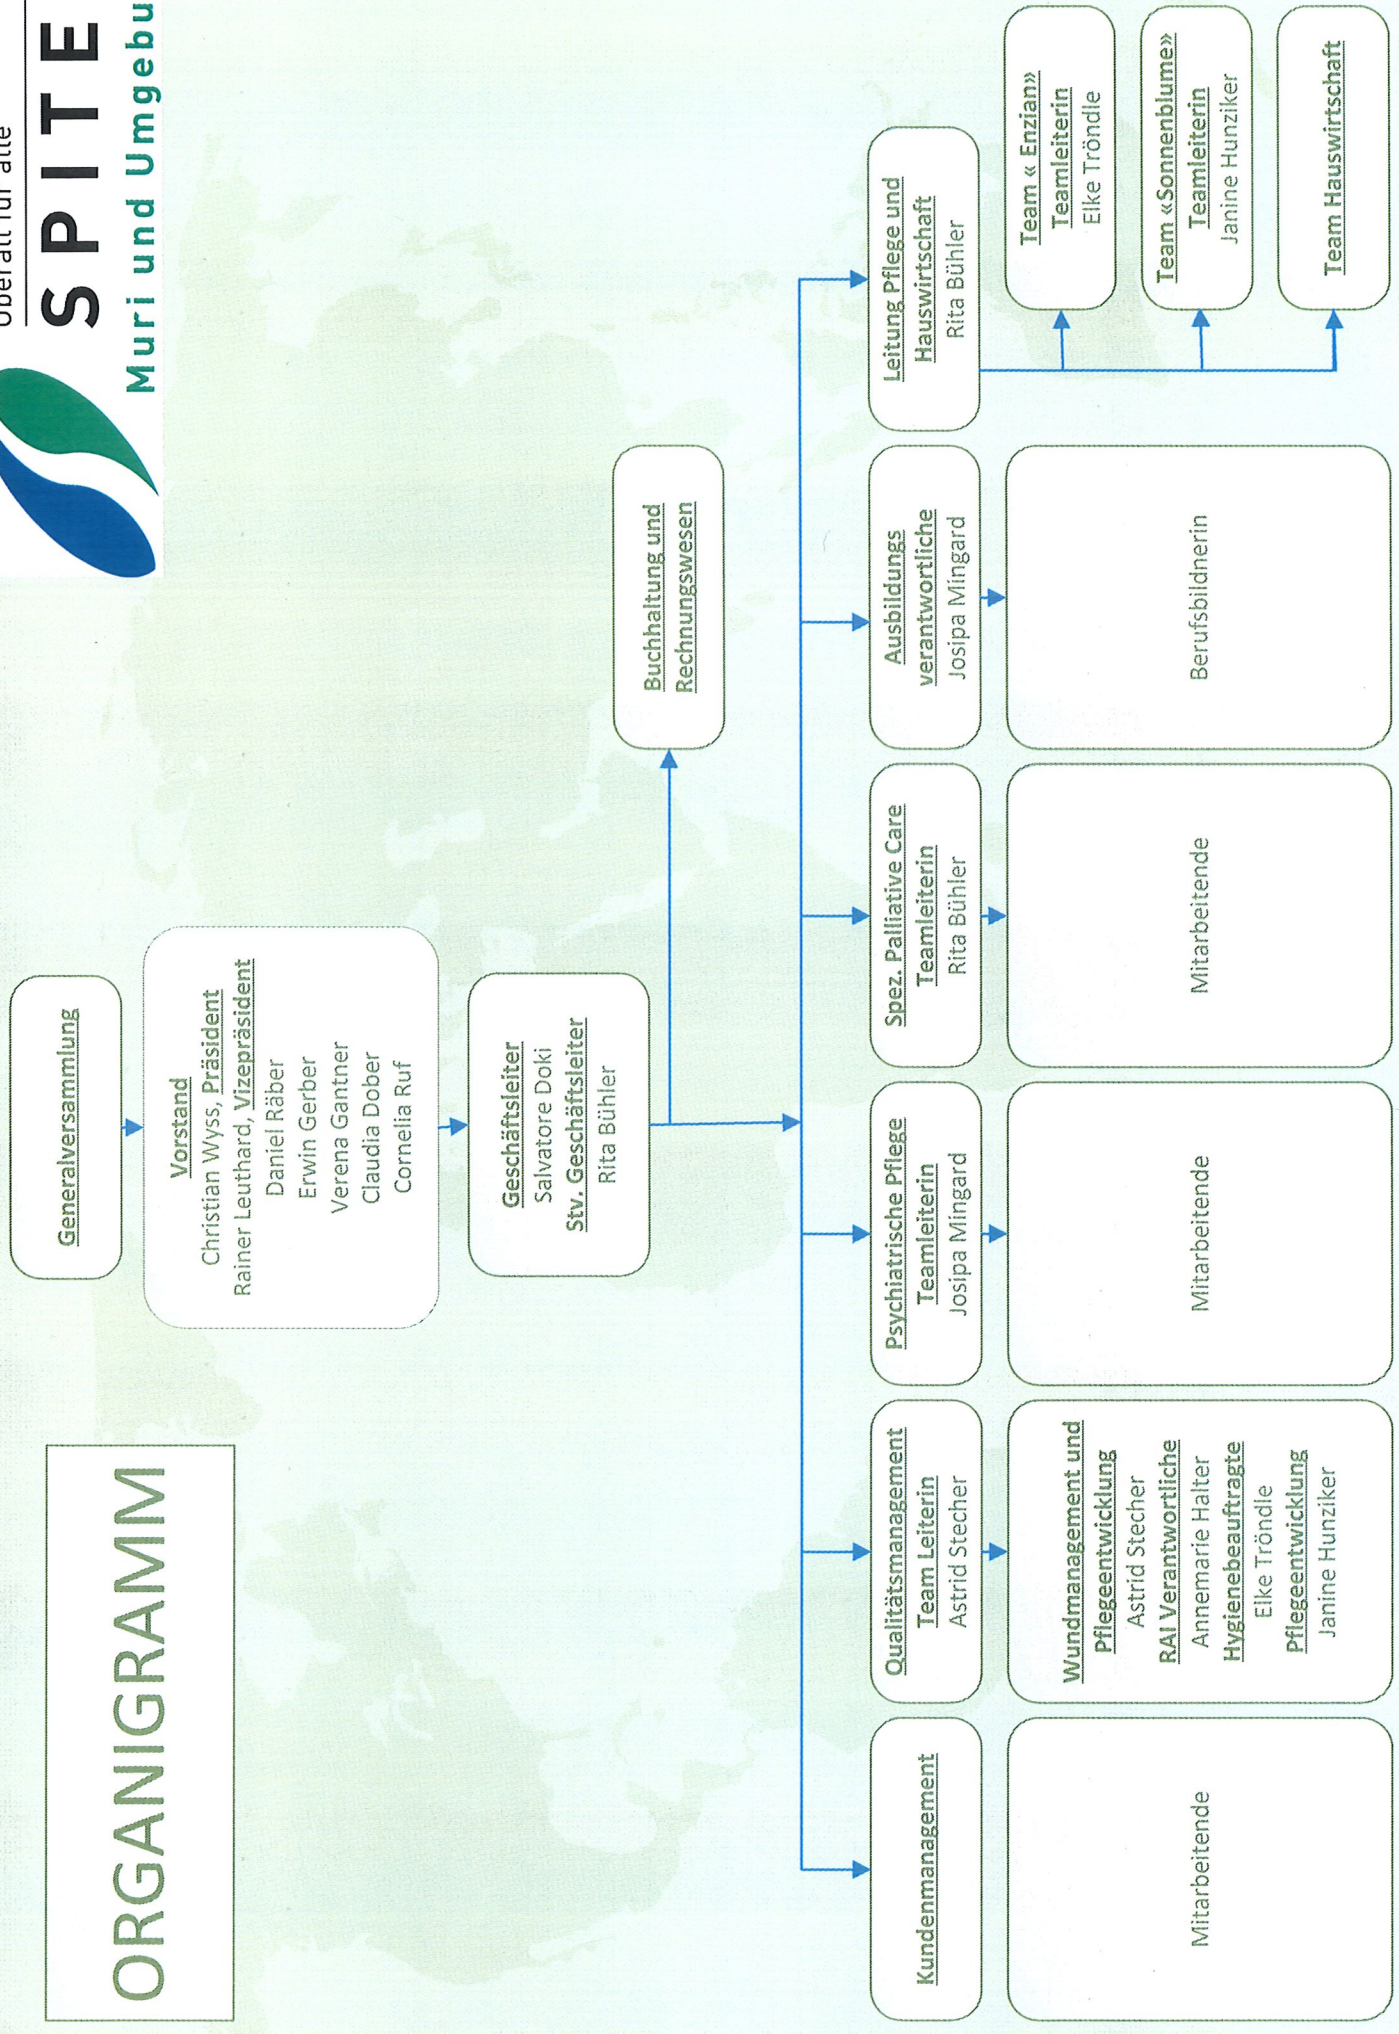 ORGANIGRAMM
Überall für alle
SPITE
Muri und Umgebu
Generalversammlung
Vorstand
Christian Wyss, Präsident
Rainer Leuthard, Vizepräsident
Daniel Räber
Erwin Gerber
Verena Gantner
Claudia Dober
Cornelia Ruf
Geschäftsleiter
Salvatore Doki
Stv. Geschäftsleiter
Rita Bühler
Buchhaltung und
Rechnungswesen
Kundenmanagement
Mitarbeitende
Qualitätsmanagement
Team Leiterin
Astrid Stecher
Wundmanagement und
Pflegeentwicklung
Astrid Stecher
RAI Verantwortliche
Annemarie Halter
Hygienebeauftragte
Elke Tröndle
Pflegeentwicklung
Janine Hunziker
Psychiatrische Pflege
Teamleiterin
Josipa Mingard
Mitarbeitende
Spez. Palliative Care
Teamleiterin
Rita Bühler
Mitarbeitende
Ausbildungs
verantwortliche
Josipa Mingard
Berufsbildnerin
Leitung Pflege und
Hauswirtschaft
Rita Bühler
Team « Enzian»
Teamleiterin
Elke Tröndle
Team «Sonnenblume»
Teamleiterin
Janine Hunziker
Team Hauswirtschaft